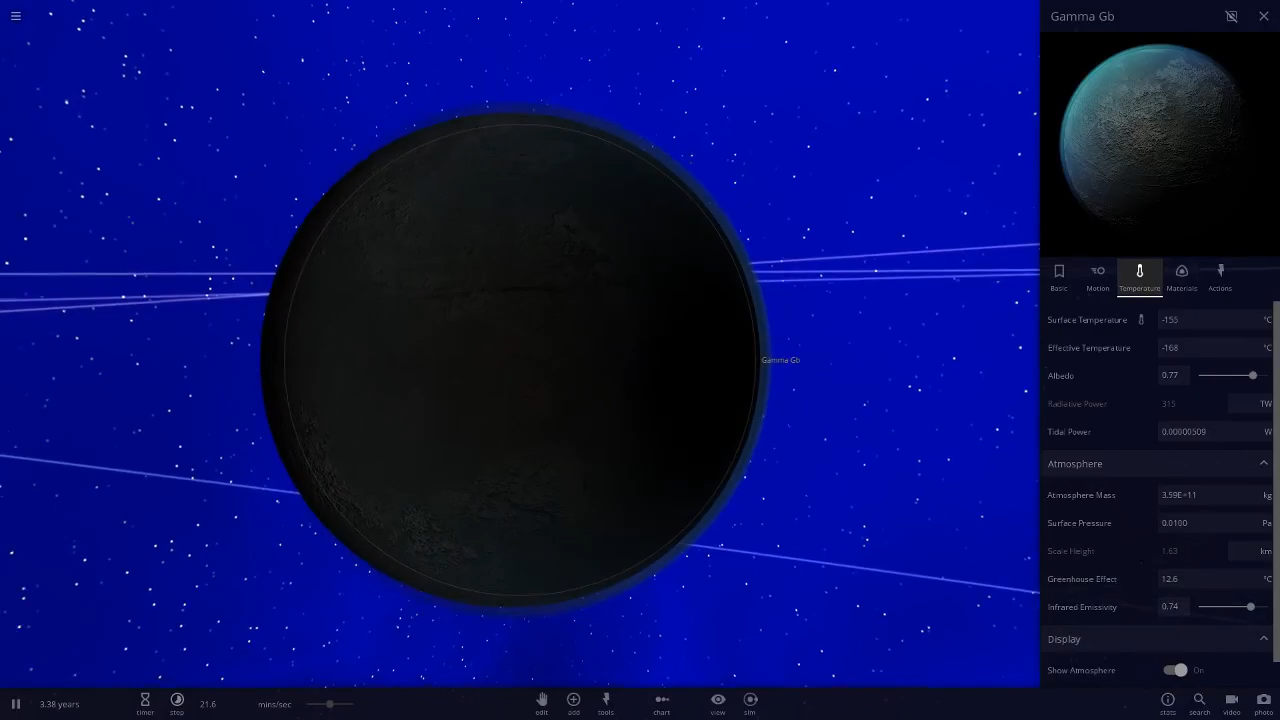 Gamma Gb
Gamma Gb
Basic Motion Temperature Materials Actions
Surface Temperature -155 °C
Effective Temperature -168 °C
Albedo 0.77
Radiative Power 315 TW
Tidal Power 0.00000509 W
Atmosphere
Atmosphere Mass 3.59E+11 kg
Surface Pressure 0.0100 Pa
Scale Height 1.63 km
Greenhouse Effect 12.6 °C
Infrared Emissivity 0.74
Display
Show Atmosphere On
3.38 years timer step 21.6 mins/sec edit add tools chart view sim stats search video photo